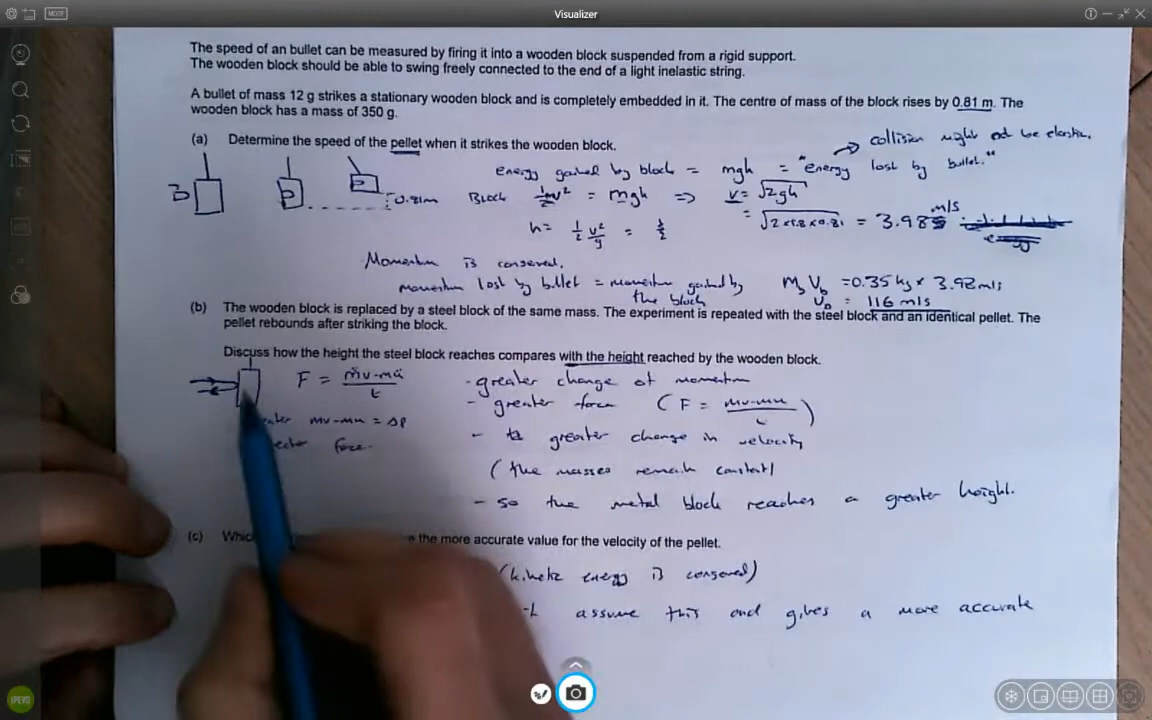 Visualizer
MODE
The speed of an bullet can be measured by firing it into a wooden block suspended from a rigid support.
The wooden block should be able to swing freely connected to the end of a light inelastic string.
A bullet of mass 12 g strikes a stationary wooden block and is completely embedded in it. The centre of mass of the block rises by 0.81 m. The
wooden block has a mass of 350 g.
(a) Determine the speed of the pellet when it strikes the wooden block.
collision might not be elastic.
energy gained by block = mgh = "energy lost by bullet."
0.81m Block ½mv² = mgh ⇒ v = √2gh
= √2×9.8×0.81 = 3.98 m/s
h = ½ v²/g =
Momentum is conserved.
momentum lost by bullet = momentum gained by the block
= 0.35 kg × 3.98 m/s
= 116 m/s
(b) The wooden block is replaced by a steel block of the same mass. The experiment is repeated with the steel block and an identical pellet. The
pellet rebounds after striking the block.
Discuss how the height the steel block reaches compares with the height reached by the wooden block.
F = mv-mu / t
- greater change of momentum
- greater force (F = mv-mu / t)
mv-mu = Δp
force.
- greater change in velocity
(the masses remain constant)
- so the metal block reaches a greater height.
(c) the more accurate value for the velocity of the pellet.
(kinetic energy is conserved)
assume this and gives a more accurate
IPEVO